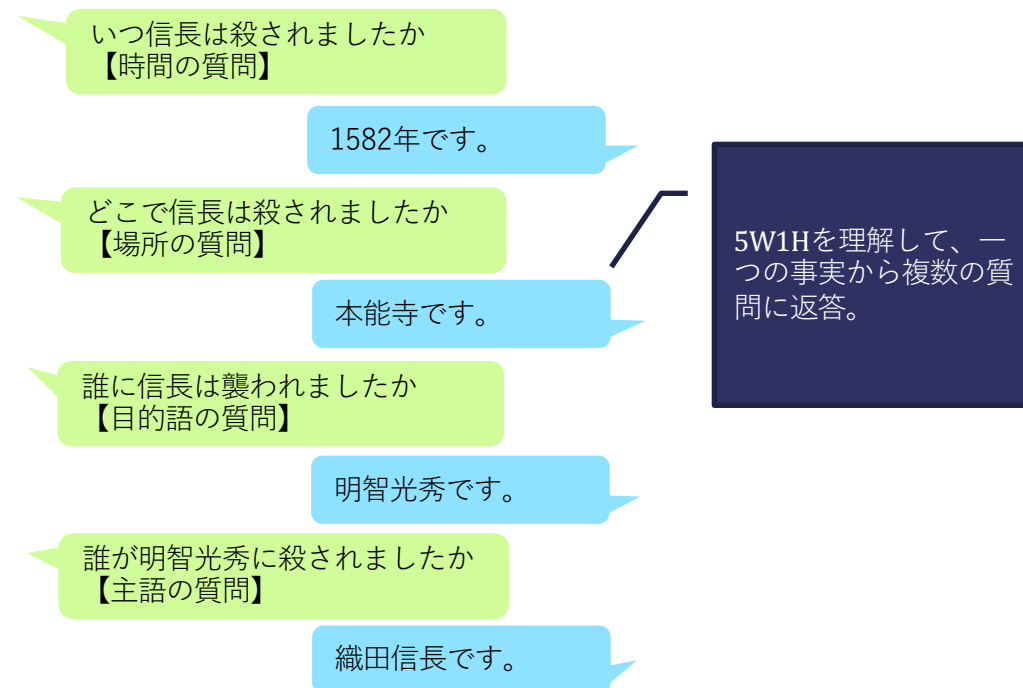 いつ信長は殺されましたか
【時間の質問】
1582年です。
どこで信長は殺されましたか
【場所の質問】
本能寺です。
誰に信長は襲われましたか
【目的語の質問】
明智光秀です。
誰が明智光秀に殺されましたか
【主語の質問】
織田信長です。
5W1Hを理解して、一
つの事実から複数の質
問に返答。